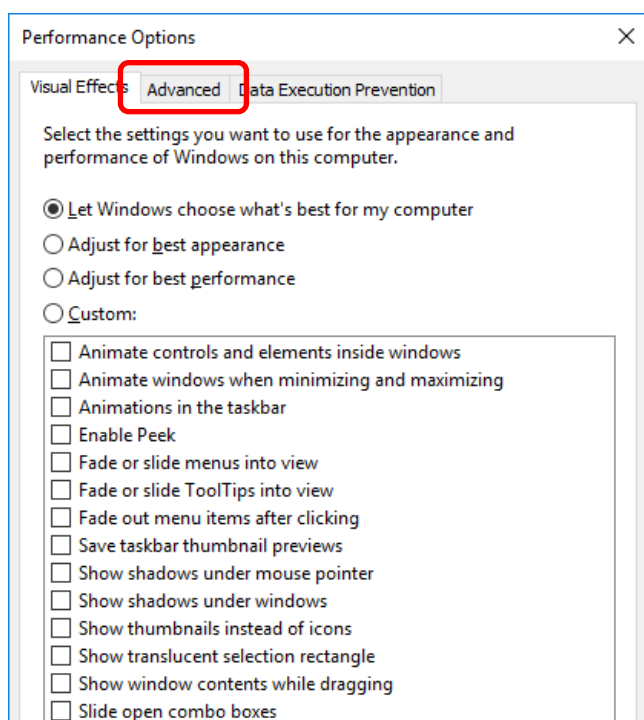 Performance Options
Visual Effects Advanced Data Execution Prevention
Select the settings you want to use for the appearance and
performance of Windows on this computer.
Let Windows choose what's best for my computer
Adjust for best appearance
Adjust for best performance
Custom:
Animate controls and elements inside windows
Animate windows when minimizing and maximizing
Animations in the taskbar
Enable Peek
Fade or slide menus into view
Fade or slide ToolTips into view
Fade out menu items after clicking
Save taskbar thumbnail previews
Show shadows under mouse pointer
Show shadows under windows
Show thumbnails instead of icons
Show translucent selection rectangle
Show window contents while dragging
Slide open combo boxes